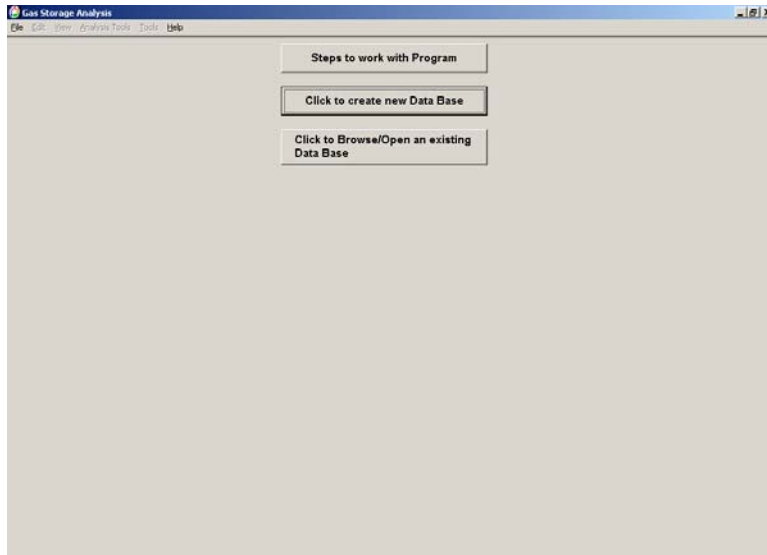 Gas Storage Analysis
File Edit View Analysis Tools Tools Help
Steps to work with Program
Click to create new Data Base
Click to Browse/Open an existing
Data Base